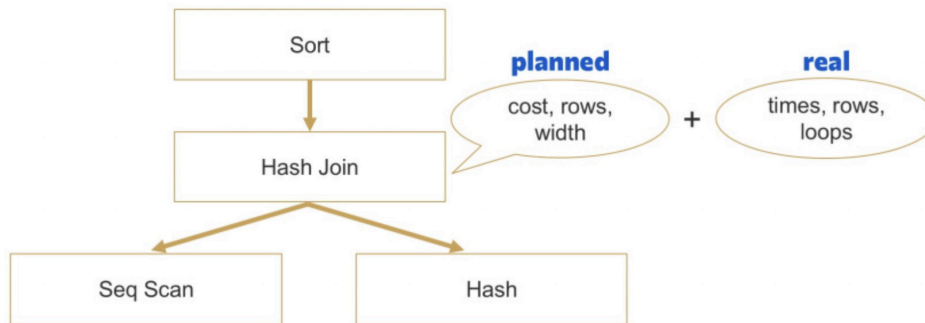 Sort
planned
real
cost, rows,
width
+
times, rows,
loops
Hash Join
Seq Scan
Hash